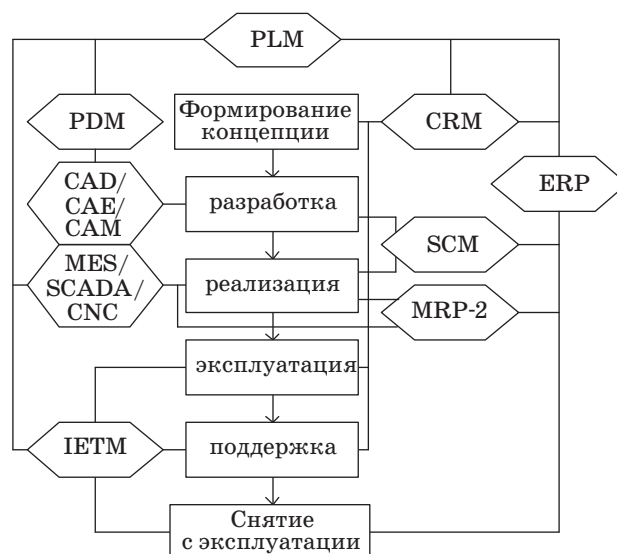 PLM
PDM
Формирование
концепции
CRM
CAD/
CAE/
CAM
разработка
ERP
SCM
MES/
SCADA/
CNC
реализация
MRP-2
эксплуатация
IETM
поддержка
Снятие
с эксплуатации